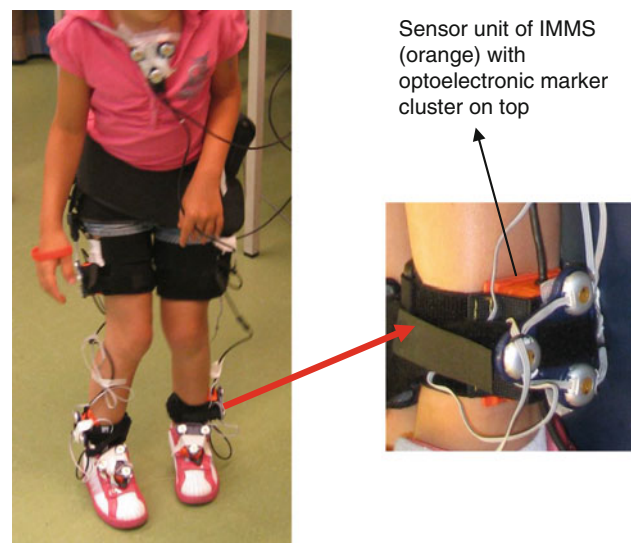 Sensor unit of IMMS
(orange) with
optoelectronic marker
cluster on top